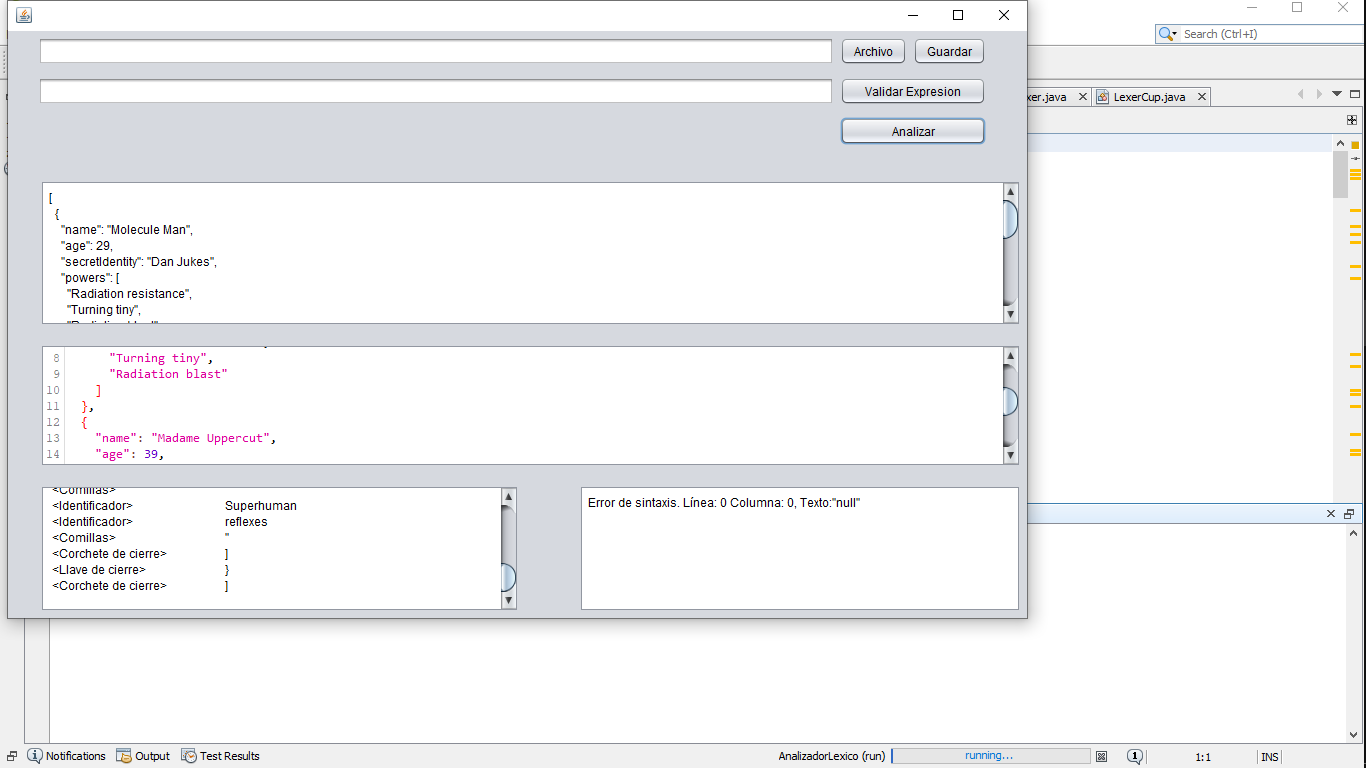 Archivo
Guardar
Search (Ctrl+I)
Validar Expresion
xer.java
LexerCup.java
Analizar
[
{
"name": "Molecule Man",
"age": 29,
"secretIdentity": "Dan Jukes",
"powers": [
"Radiation resistance",
"Turning tiny",
8 "Turning tiny",
9 "Radiation blast"
10 ]
11 },
12 {
13 "name": "Madame Uppercut",
14 "age": 39,
<Comillas>
<Identificador> Superhuman
<Identificador> reflexes
<Comillas> "
<Corchete de cierre> ]
<Llave de cierre> }
<Corchete de cierre> ]
Error de sintaxis. Línea: 0 Columna: 0, Texto:"null"
Notifications Output Test Results AnalizadorLexico (run) running... 1 1:1 INS